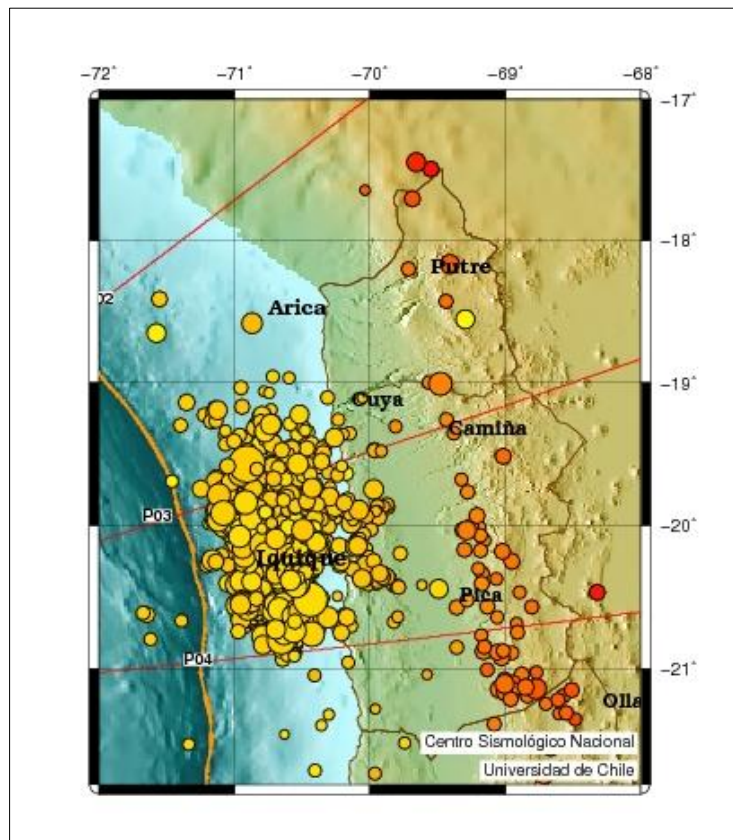 −72° −71° −70° −69° −68°
−17°
−18°
Putre
02
Arica
−19°
Cuya
Camiña
P03
−20°
Iquique
Pica
P04
−21°
Olla
Centro Sismológico Nacional
Universidad de Chile